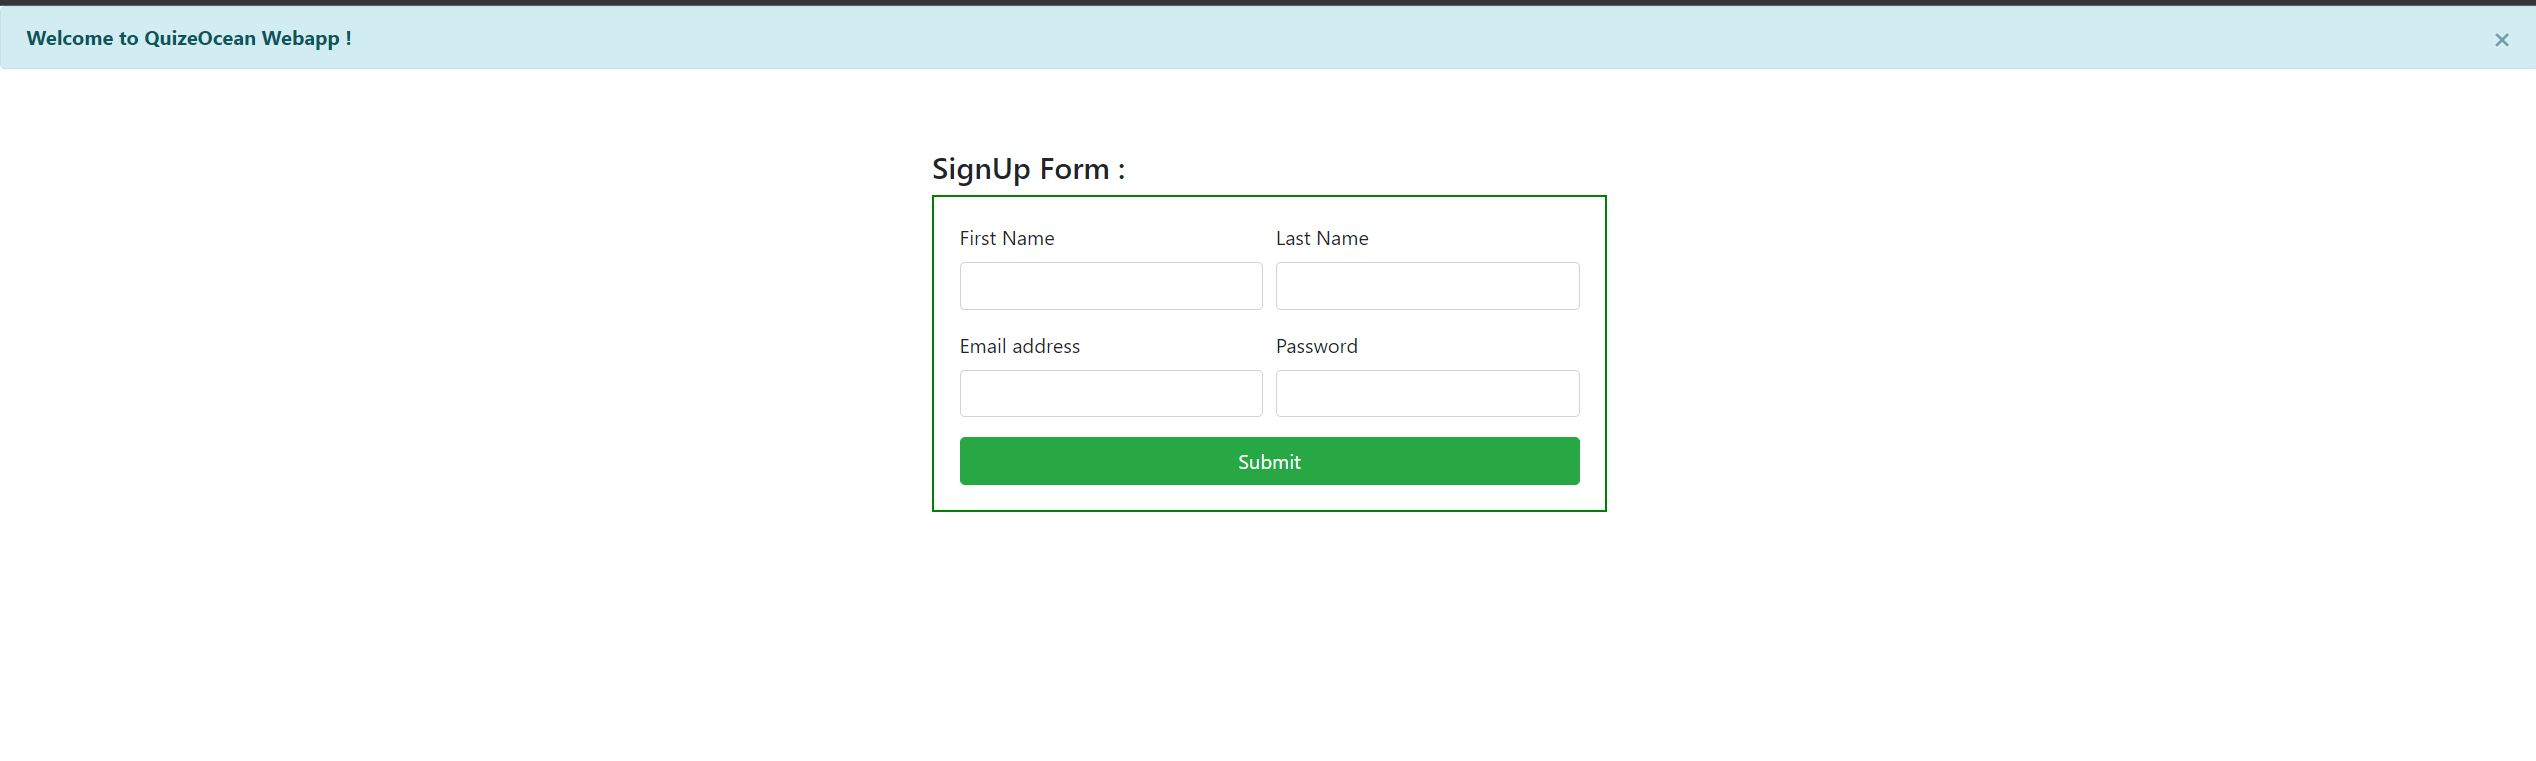 Welcome to QuizeOcean Webapp !
×
SignUp Form :
First Name Last Name
Email address Password
Submit